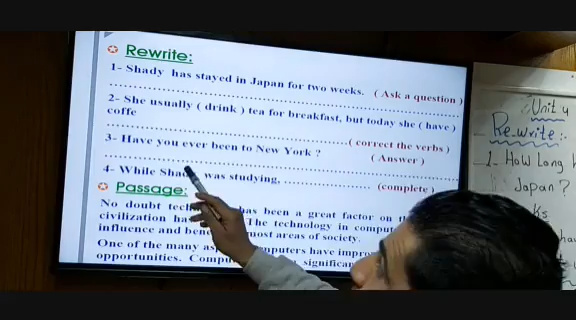 Rewrite:
1- Shady has stayed in Japan for two weeks. ( Ask a question )
2- She usually ( drink ) tea for breakfast, but today she ( have )
coffe
( correct the verbs )
3- Have you ever been to New York ?
( Answer )
4- While was studying, (complete)
Passage:
No doubt has been a great factor on
civilization The technology in
influence and most areas of society.
One of the many computers have
opportunities.
Unit 4
Re-write:-
1- How long
Japan?